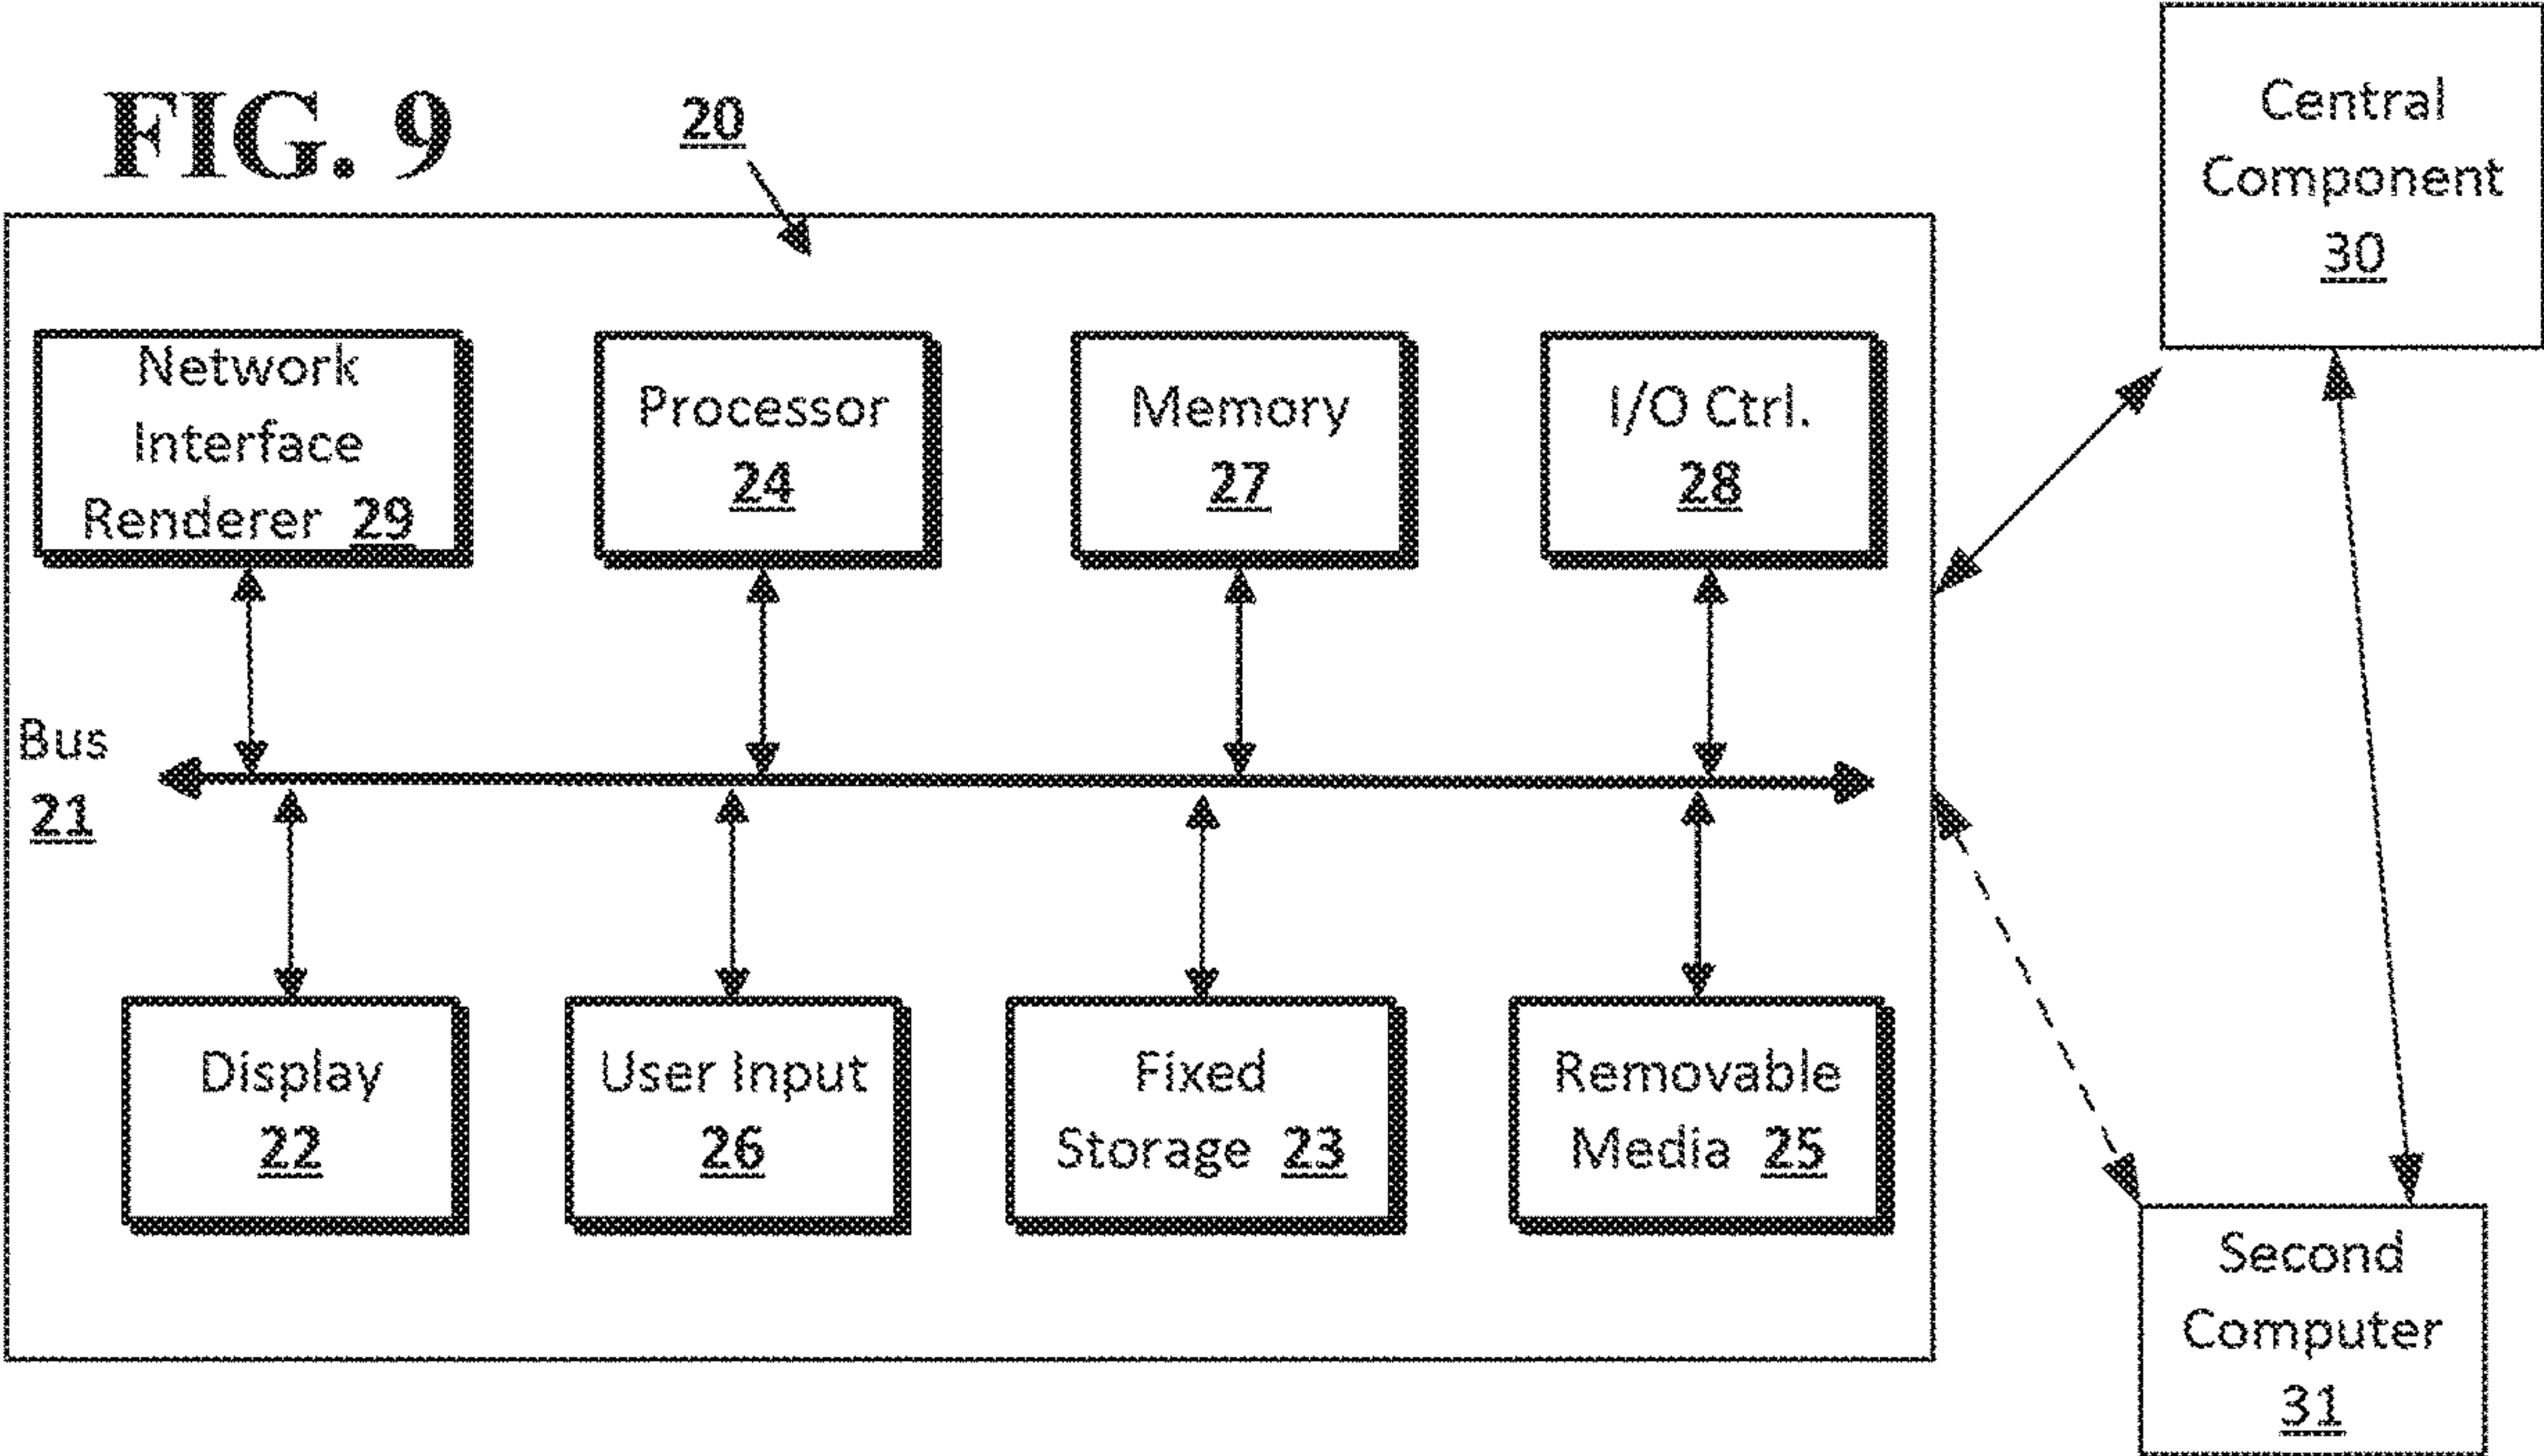 FIG. 9
20
Central
Component
30
Network
Interface
Renderer 29
Processor
24
Memory
27
I/O Ctrl.
28
Bus
21
Display
22
User Input
26
Fixed
Storage 23
Removable
Media 25
Second
Computer
31